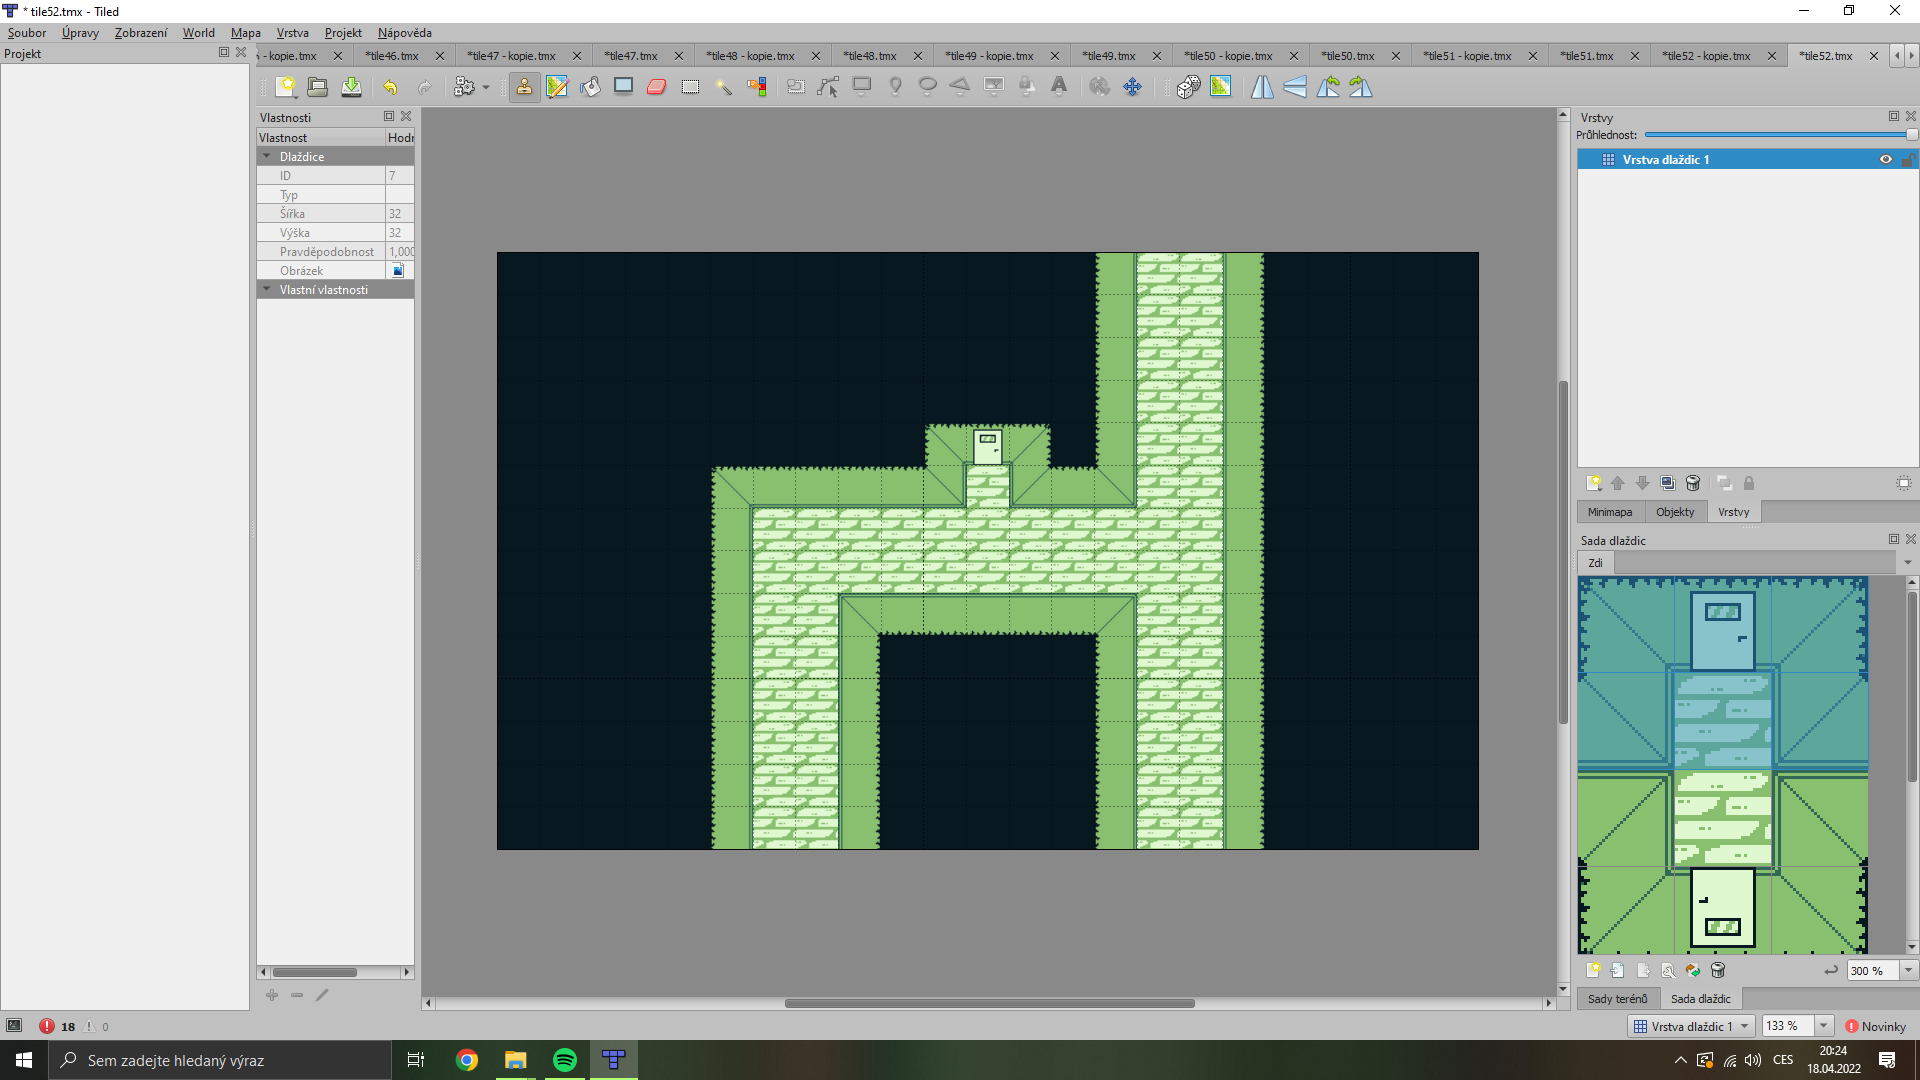 * tile52.tmx - Tiled
Soubor Úpravy Zobrazení World Mapa Vrstva Projekt Nápověda
Projekt
- kopie.tmx *tile46.tmx *tile47 - kopie.tmx *tile47.tmx *tile48 - kopie.tmx *tile48.tmx *tile49 - kopie.tmx *tile49.tmx *tile50 - kopie.tmx *tile50.tmx *tile51 - kopie.tmx *tile51.tmx *tile52 - kopie.tmx *tile52.tmx
Vlastnosti
Vlastnost Hodr
Dlaždice
ID 7
Typ
Šířka 32
Výška 32
Pravděpodobnost 1,000
Obrázek
Vlastní vlastnosti
Vrstvy
Průhlednost:
Vrstva dlaždic 1
Minimapa Objekty Vrstvy
Sada dlaždic
Zdi
300 %
Sady terénů Sada dlaždic
18 0
Vrstva dlaždic 1 133 % Novinky
Sem zadejte hledaný výraz
CES
20:24
18.04.2022